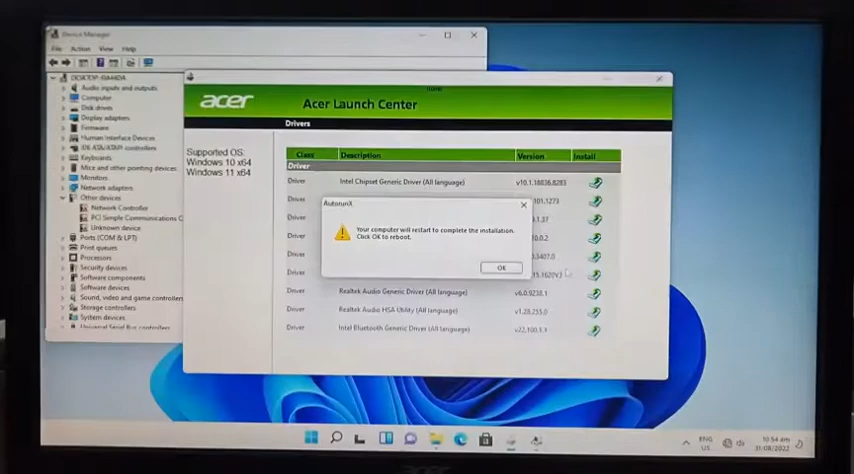 Device Manager
File Action View Help
Audio inputs and outputs
Computer
Disk drives
Display adapters
Firmware
Human Interface Devices
IDE ATA/ATAPI controllers
Keyboards
Mice and other pointing devices
Monitors
Network adapters
Other devices
Network Controller
PCI Simple Communications C
Unknown device
Ports (COM & LPT)
Print queues
Processors
Security devices
Software components
Software devices
Sound, video and game controllers
Storage controllers
System devices
Universal Serial Bus controllers
acer
Acer Launch Center
Drivers
Supported OS:
Windows 10 x64
Windows 11 x64
Class Description Version Install
Driver
Driver Intel Chipset Generic Driver (All language) v10.1.18836.8283
Driver 101.1273
Driver .1.37
Driver .10.0.2
Driver .3407.0
Driver .15.1620V3
Driver Realtek Audio Generic Driver (All language) v6.0.9238.1
Driver Realtek Audio HSA Utility (All language) v1.28.255.0
Driver Intel Bluetooth Generic Driver (All language) v22.100.1.1
AutorunX
Your computer will restart to complete the installation.
Click OK to reboot.
OK
ENG
US
10:54 am
31/08/2022